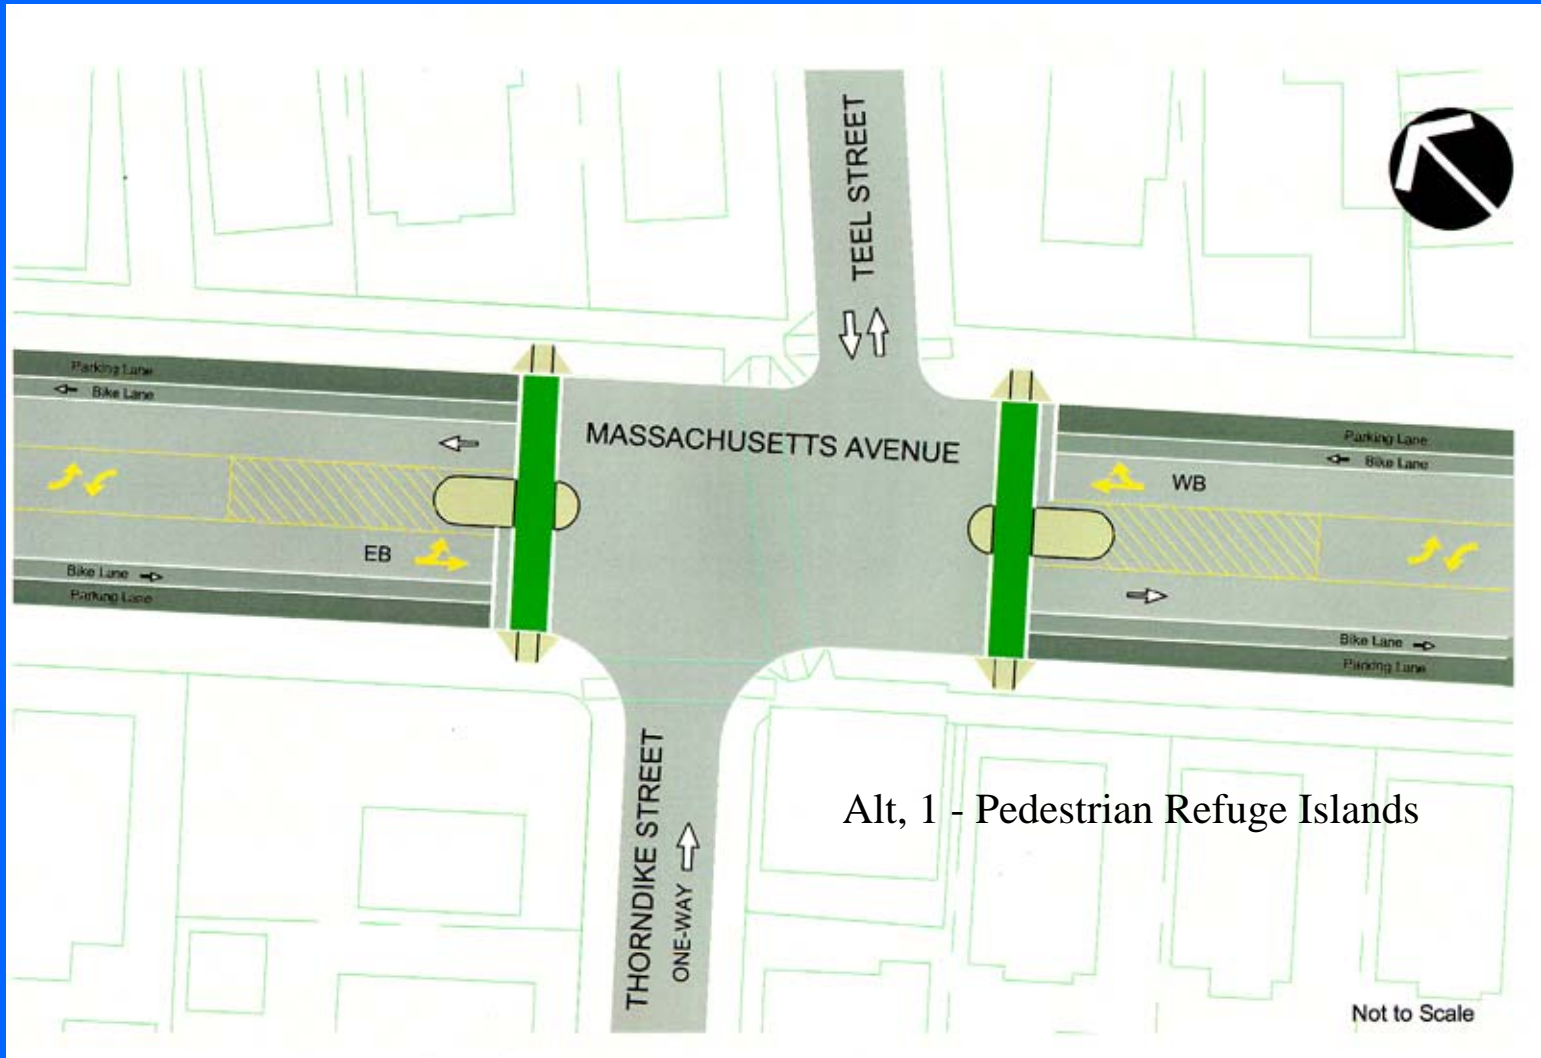 TEEL STREET
Parking Lane
Bike Lane
MASSACHUSETTS AVENUE
Parking Lane
Bike Lane
WB
EB
Bike Lane
Parking Lane
Bike Lane
Parking Lane
THORNDIKE STREET
ONE-WAY
Alt, 1 - Pedestrian Refuge Islands
Not to Scale